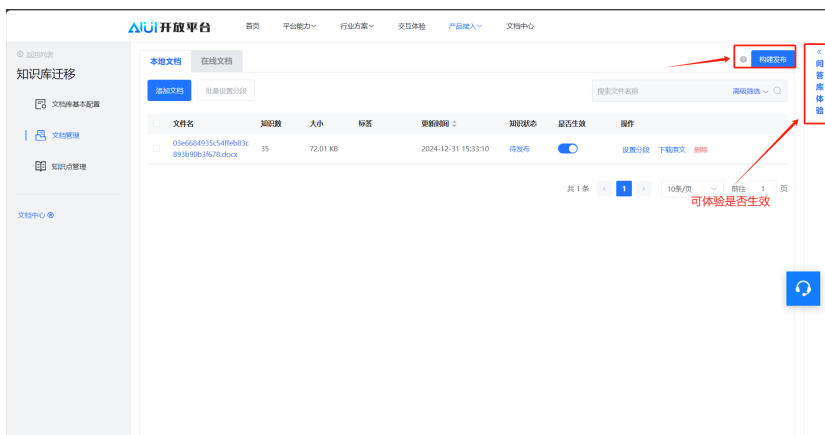 AIUI开放平台 首页 平台能力 行业方案 交互体验 产品接入 文档中心
返回列表
知识库迁移
文档库基本配置
文档管理
知识点管理
文档中心
本地文档 在线文档 构建发布
添加文档 批量设置分段 搜索文件名称 高级筛选
文件名 知识数 大小 标签 更新时间 知识状态 是否生效 操作
03e6684935c54ffeb83c
893b90b3f678.docx 35 72.01 KB 2024-12-31 15:33:10 待发布 设置分段 下载原文 删除
共 1 条 1 10条/页 前往 1 页
可体验是否生效
问答库体验